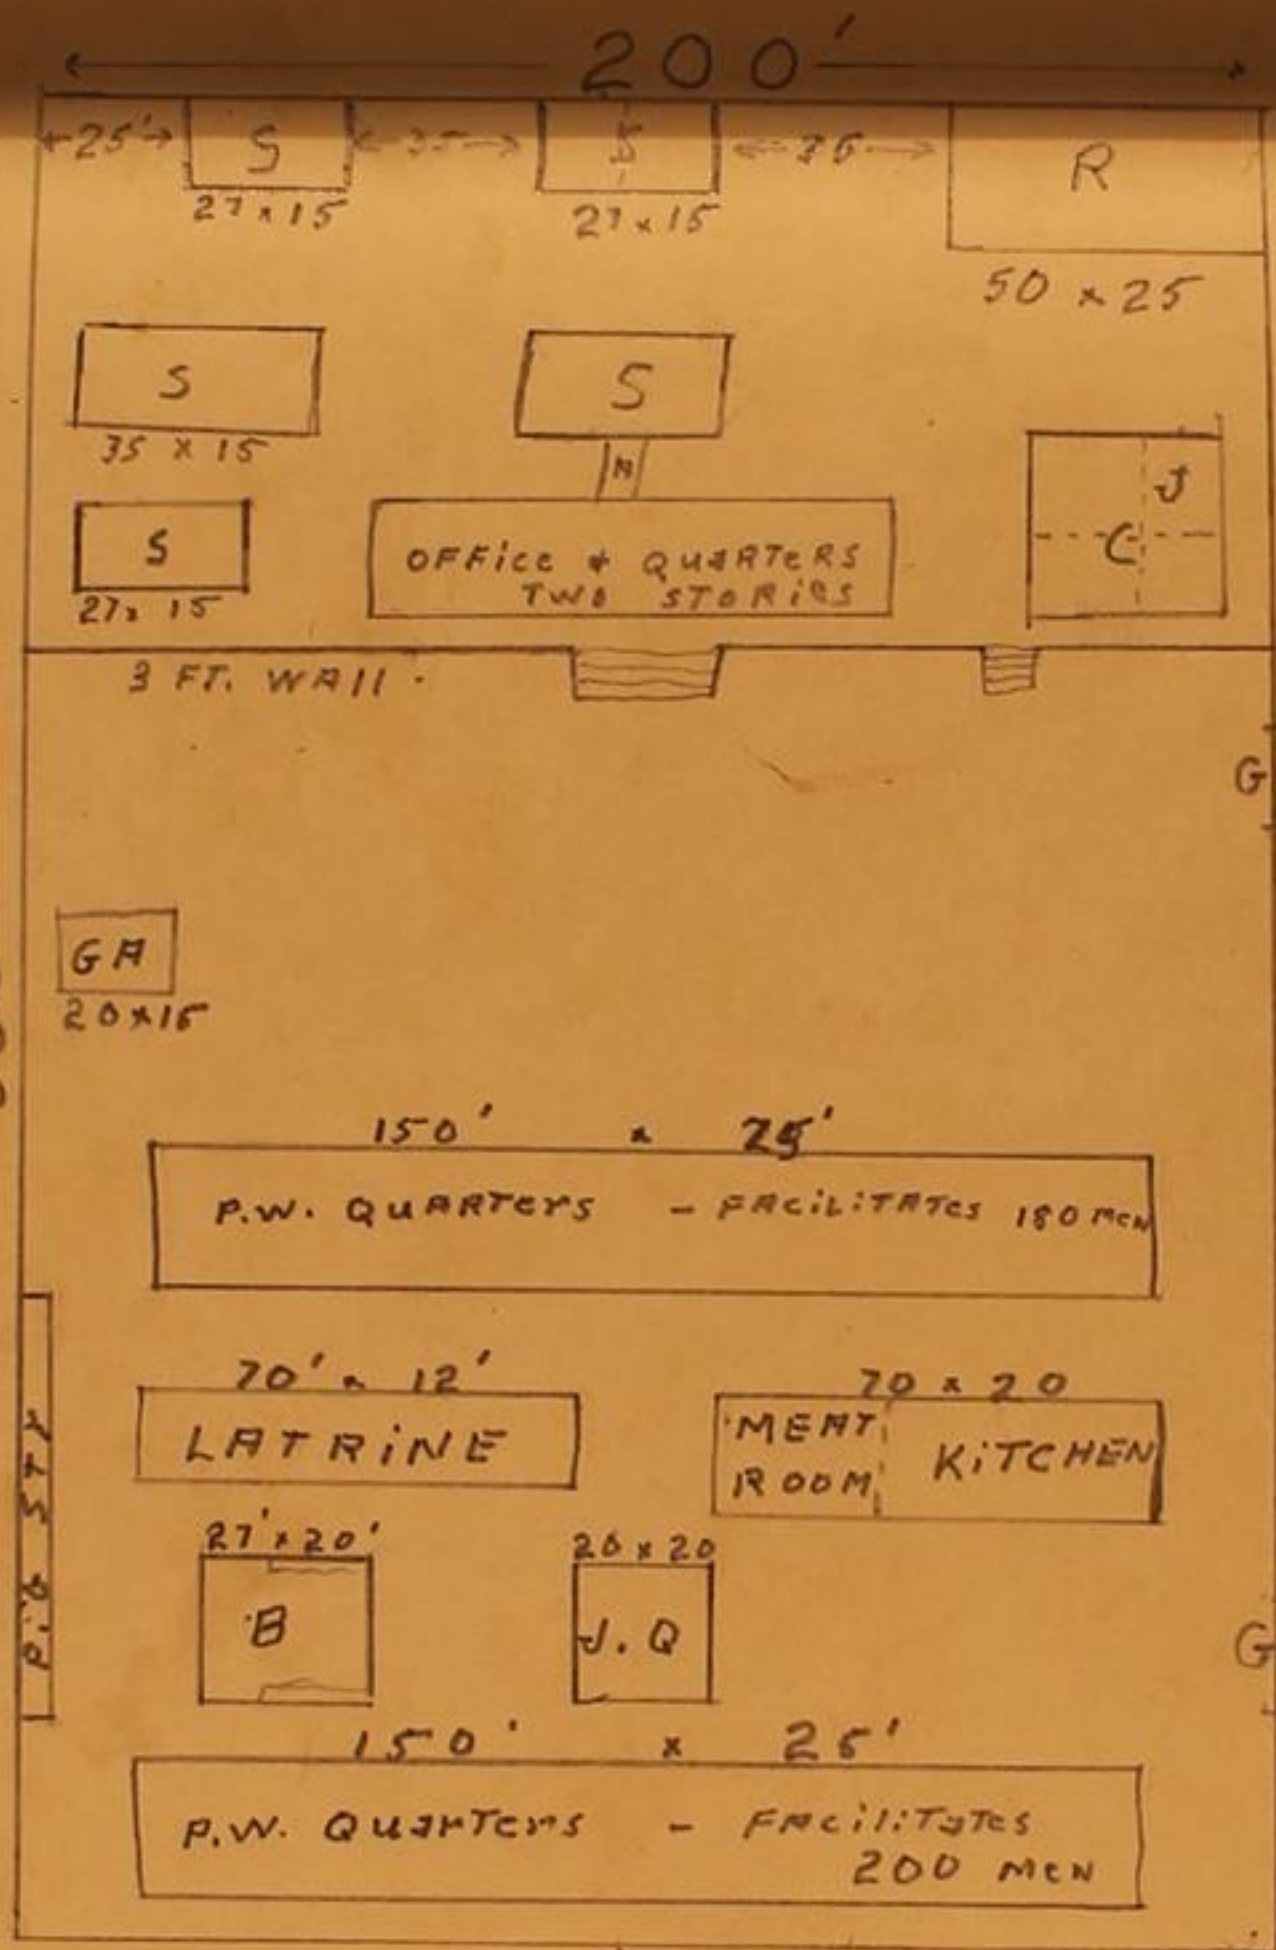 200'
25' S 35 S 35 R
27 x 15
27 x 15
50 x 25
S
S
35 x 15
H
J
C
S
OFFice + QUARTeRS
TWO STORieS
27 x 15
3 FT. WAll
G
GA
20 x 15
150' x 25'
P.W. QUARTers - FACiLiTATes 180 MeN
70' x 12'
70 x 20
LATRiNE
MEAT
ROOM
KiTCHEN
27' x 20'
20 x 20
B
J.Q
G
150' x 25'
P.W. QuarTers - FAciliTaTes
200 MeN